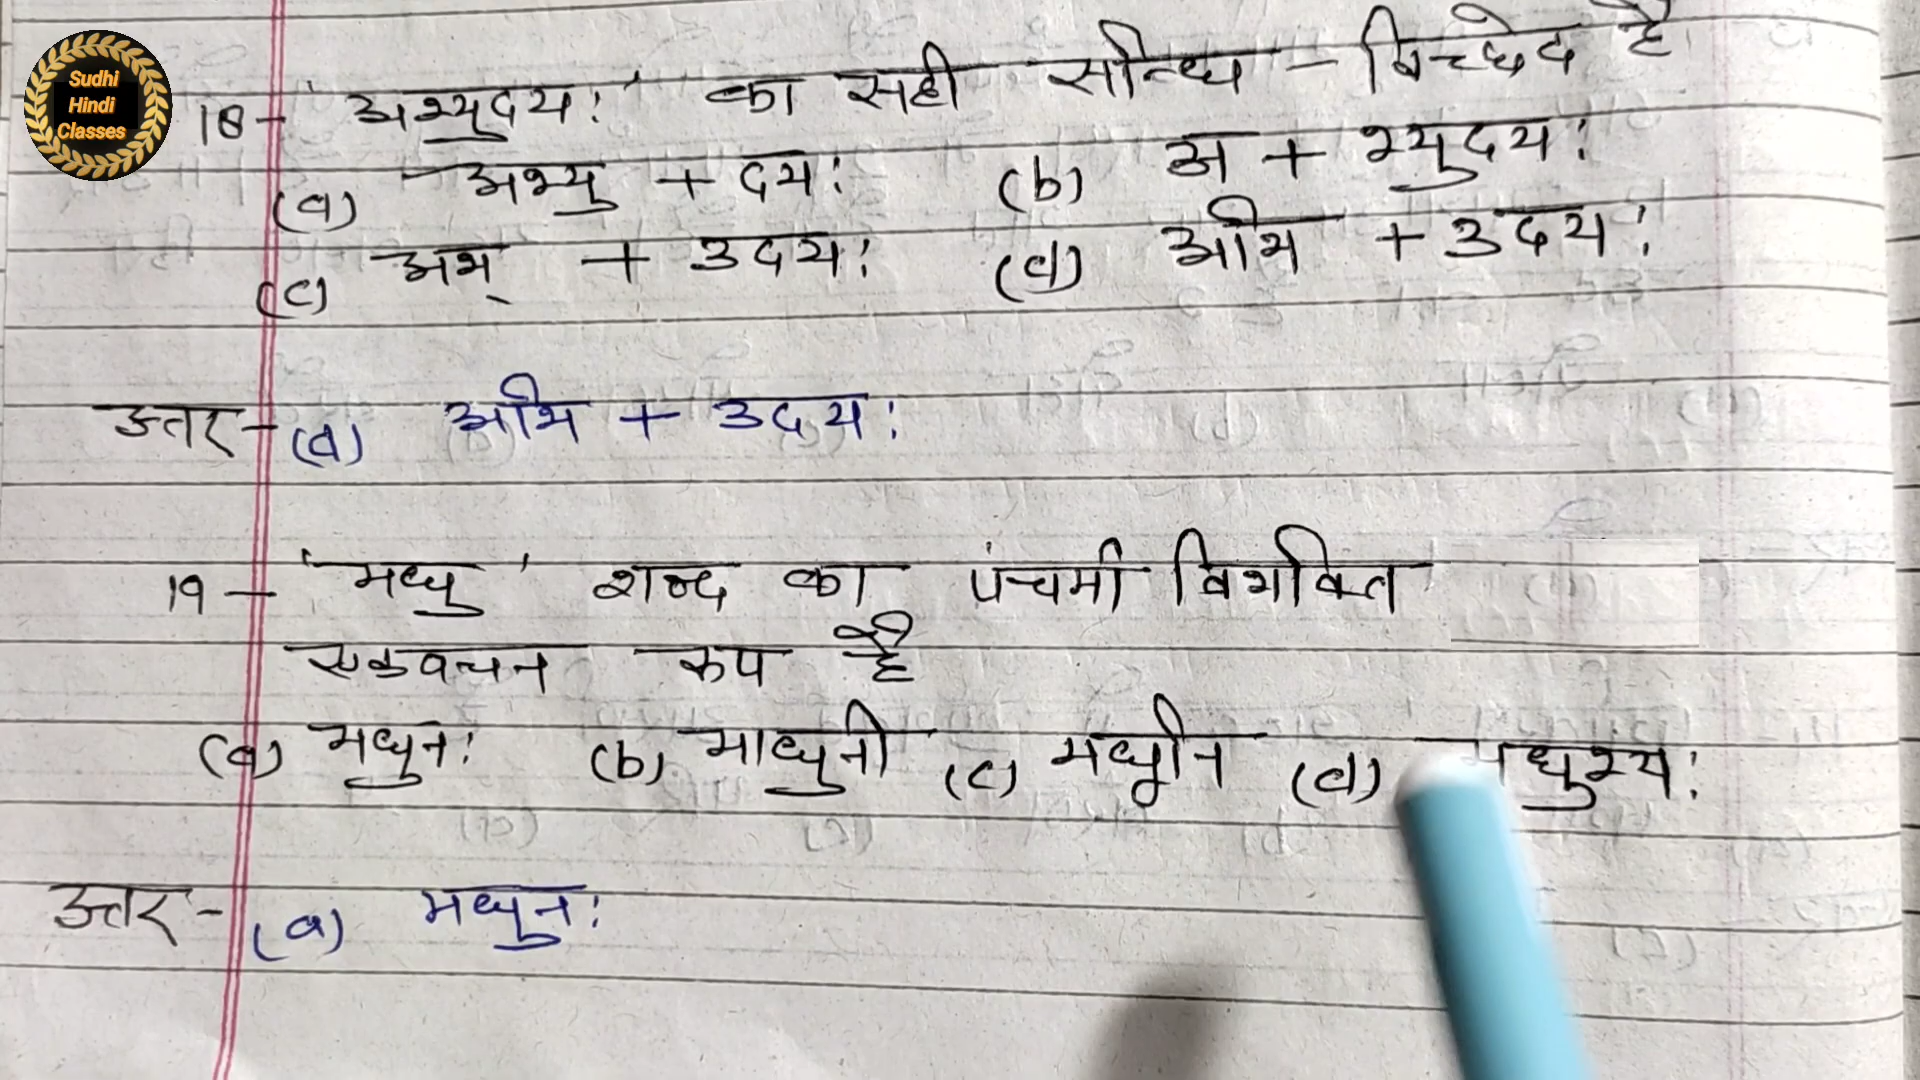 Sudhi
Hindi
Classes
18- 'अभ्युदयः' का सही सन्धि - विच्छेद है
(a) अभ्यु + दयः (b) अ + भ्युदयः
(c) अभ् + उदयः (d) अभि + उदयः
उत्तर- (d) अभि + उदयः
19- 'मधु' शब्द का पंचमी विभक्ति
एकवचन रूप है
(a) मधुनः (b) माधुनी (c) मधूनि (d) मधुभ्यः
उत्तर- (a) मधुनः